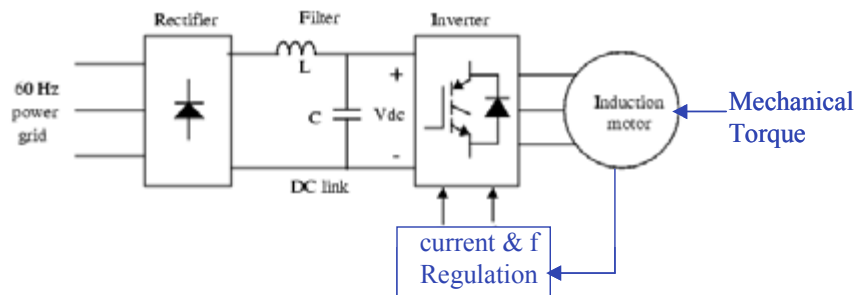 Rectifier
Filter
Inverter
L
60 Hz
power
grid
C
+
Vdc
-
DC link
Induction
motor
Mechanical
Torque
current & f
Regulation